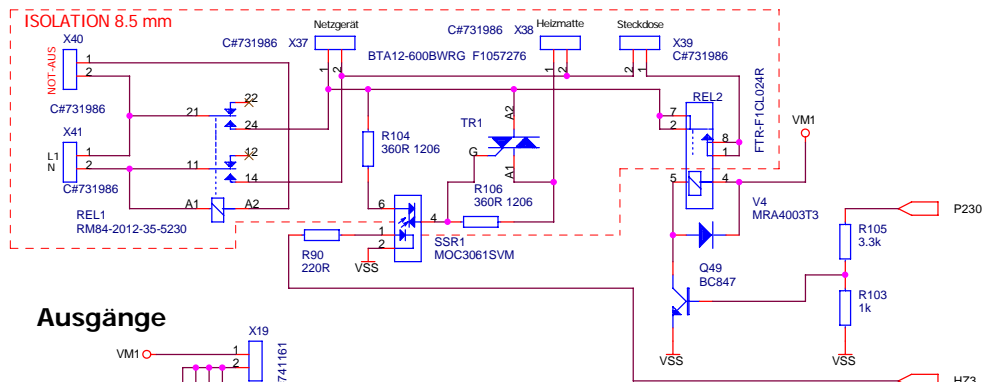 ISOLATION 8.5 mm
X40
NOT-AUS
1
2
C#731986
X41
L1
N
1
2
C#731986
REL1
RM84-2012-35-5230
21
22
24
11
12
14
A1
A2
Netzgerät
C#731986
X37
1
2
BTA12-600BWRG F1057276
Heizmatte
C#731986
X38
1
2
Steckdose
X39
C#731986
1
2
R104
360R 1206
TR1
A2
G
A1
R106
360R 1206
6
4
1
2
SSR1
MOC3061SVM
R90
220R
VSS
REL2
FTR-F1CL024R
7
2
8
1
5
4
VM1
V4
MRA4003T3
Q49
BC847
VSS
P230
R105
3.3k
R103
1k
VSS
HZ3
Ausgänge
X19
VM1
1
2
741161